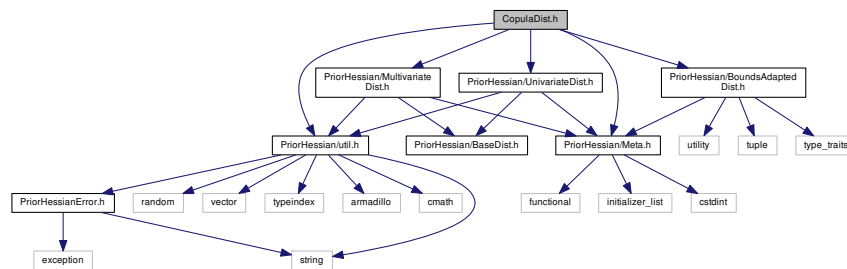 CopulaDist.h
PriorHessian/Multivariate
Dist.h
PriorHessian/UnivariateDist.h
PriorHessian/BoundsAdapted
Dist.h
PriorHessian/util.h
PriorHessian/BaseDist.h
PriorHessian/Meta.h
utility
tuple
type_traits
PriorHessianError.h
random
vector
typeindex
armadillo
cmath
functional
initializer_list
cstdint
exception
string